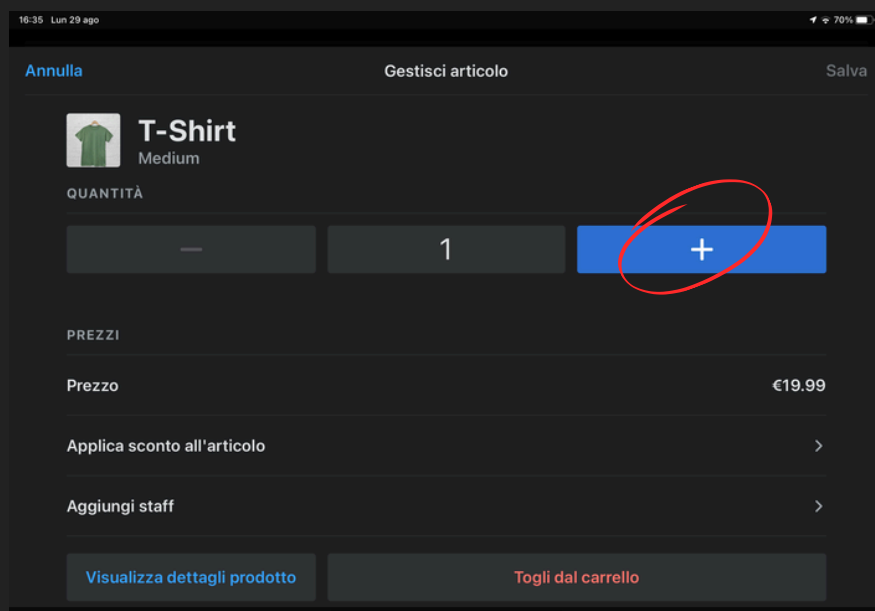 16:35 Lun 29 ago 70%
Annulla Gestisci articolo Salva
T-Shirt
Medium
QUANTITÀ
— 1 +
PREZZI
Prezzo €19.99
Applica sconto all'articolo
Aggiungi staff
Visualizza dettagli prodotto Togli dal carrello